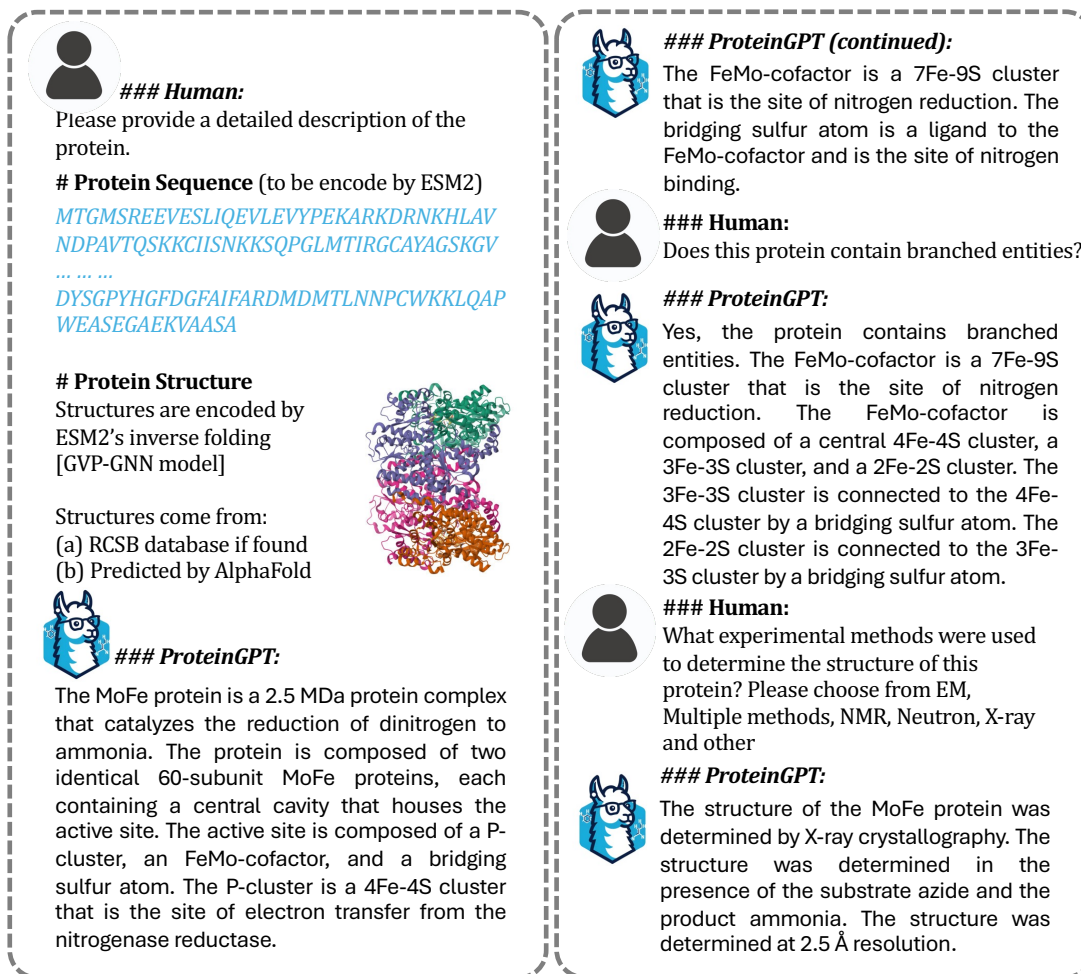 ### Human:
Please provide a detailed description of the
protein.
# Protein Sequence (to be encode by ESM2)
MTGMSREEVESLIQEVLEVYPEKARKDRNKHLAV
NDPAVTQSKKCIISNKKSQPGLMTIRGCAYAGSKGV
... ... ...
DYSGPYHGFDGFAIFARDMDMTLNNPCWKKLQAP
WEASEGAEKVAASA
# Protein Structure
Structures are encoded by
ESM2's inverse folding
[GVP-GNN model]
Structures come from:
(a) RCSB database if found
(b) Predicted by AlphaFold
### ProteinGPT:
The MoFe protein is a 2.5 MDa protein complex
that catalyzes the reduction of dinitrogen to
ammonia. The protein is composed of two
identical 60-subunit MoFe proteins, each
containing a central cavity that houses the
active site. The active site is composed of a P-
cluster, an FeMo-cofactor, and a bridging
sulfur atom. The P-cluster is a 4Fe-4S cluster
that is the site of electron transfer from the
nitrogenase reductase.
### ProteinGPT (continued):
The FeMo-cofactor is a 7Fe-9S cluster
that is the site of nitrogen reduction. The
bridging sulfur atom is a ligand to the
FeMo-cofactor and is the site of nitrogen
binding.
### Human:
Does this protein contain branched entities?
### ProteinGPT:
Yes, the protein contains branched
entities. The FeMo-cofactor is a 7Fe-9S
cluster that is the site of nitrogen
reduction. The FeMo-cofactor is
composed of a central 4Fe-4S cluster, a
3Fe-3S cluster, and a 2Fe-2S cluster. The
3Fe-3S cluster is connected to the 4Fe-
4S cluster by a bridging sulfur atom. The
2Fe-2S cluster is connected to the 3Fe-
3S cluster by a bridging sulfur atom.
### Human:
What experimental methods were used
to determine the structure of this
protein? Please choose from EM,
Multiple methods, NMR, Neutron, X-ray
and other
### ProteinGPT:
The structure of the MoFe protein was
determined by X-ray crystallography. The
structure was determined in the
presence of the substrate azide and the
product ammonia. The structure was
determined at 2.5 Å resolution.